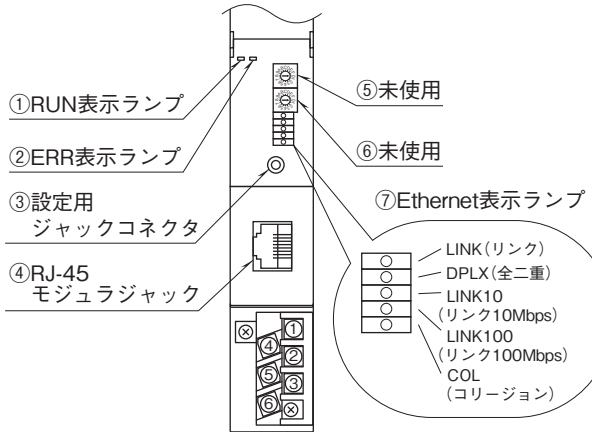 ①RUN表示ランプ
②ERR表示ランプ
③設定用
ジャックコネクタ
④RJ-45
モジュラジャック
⑤未使用
⑥未使用
⑦Ethernet表示ランプ
LINK(リンク)
DPLX(全二重)
LINK10
(リンク10Mbps)
LINK100
(リンク100Mbps)
COL
(コリージョン)
①
④
②
⑤
③
⑥